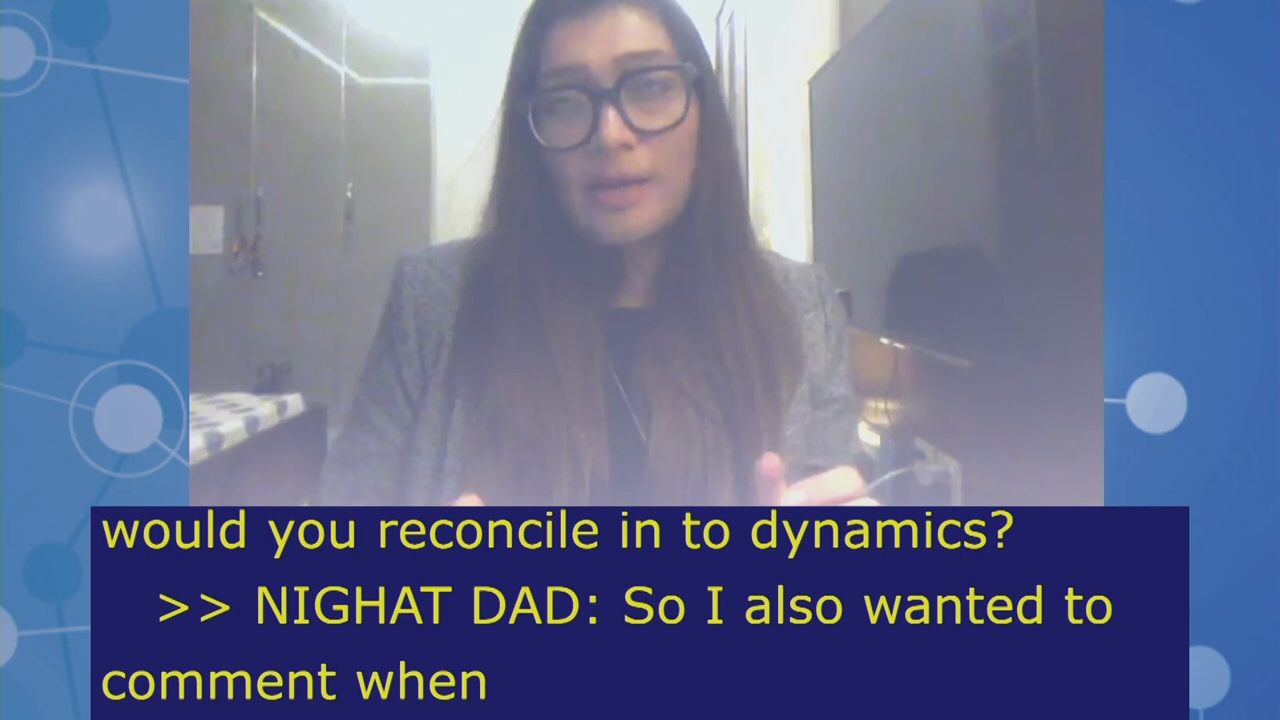 would you reconcile in to dynamics?
>> NIGHAT DAD: So I also wanted to
comment when